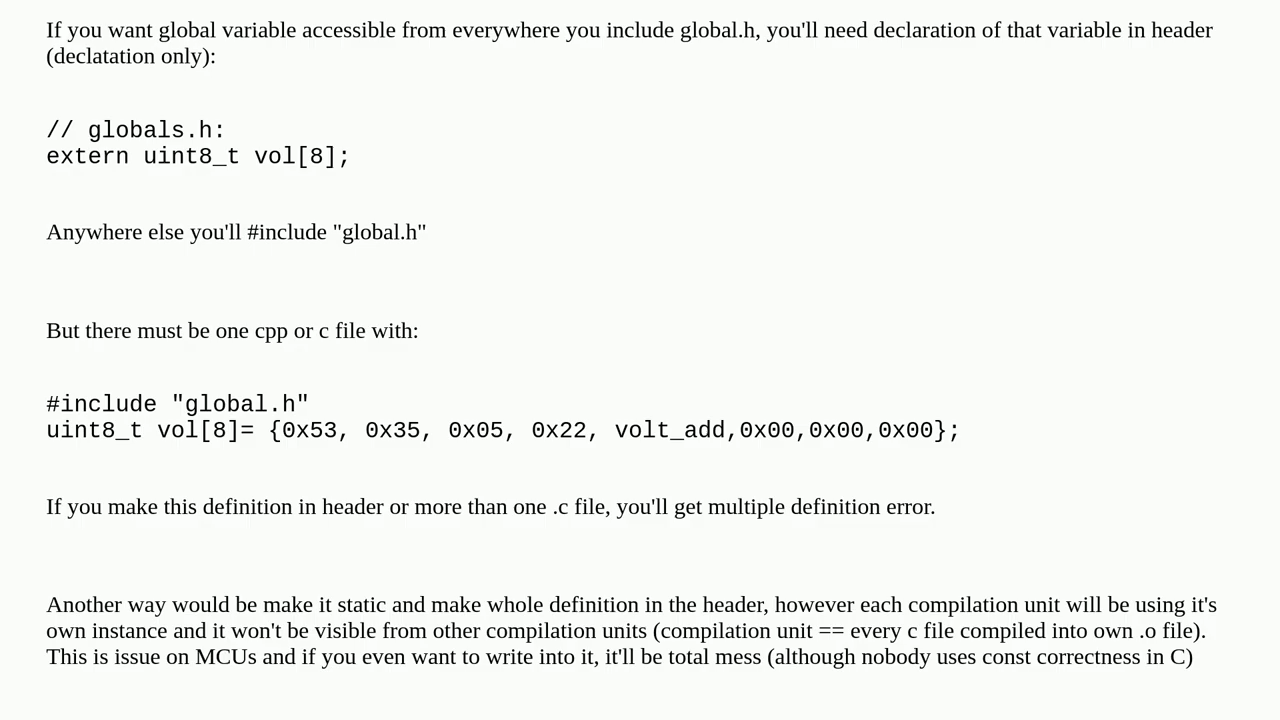 If you want global variable accessible from everywhere you include global.h, you'll need declaration of that variable in header
(declatation only):
// globals.h:
extern uint8_t vol[8];
Anywhere else you'll #include "global.h"
But there must be one cpp or c file with:
#include "global.h"
uint8_t vol[8]= {0x53, 0x35, 0x05, 0x22, volt_add,0x00,0x00,0x00};
If you make this definition in header or more than one .c file, you'll get multiple definition error.
Another way would be make it static and make whole definition in the header, however each compilation unit will be using it's
own instance and it won't be visible from other compilation units (compilation unit == every c file compiled into own .o file).
This is issue on MCUs and if you even want to write into it, it'll be total mess (although nobody uses const correctness in C)